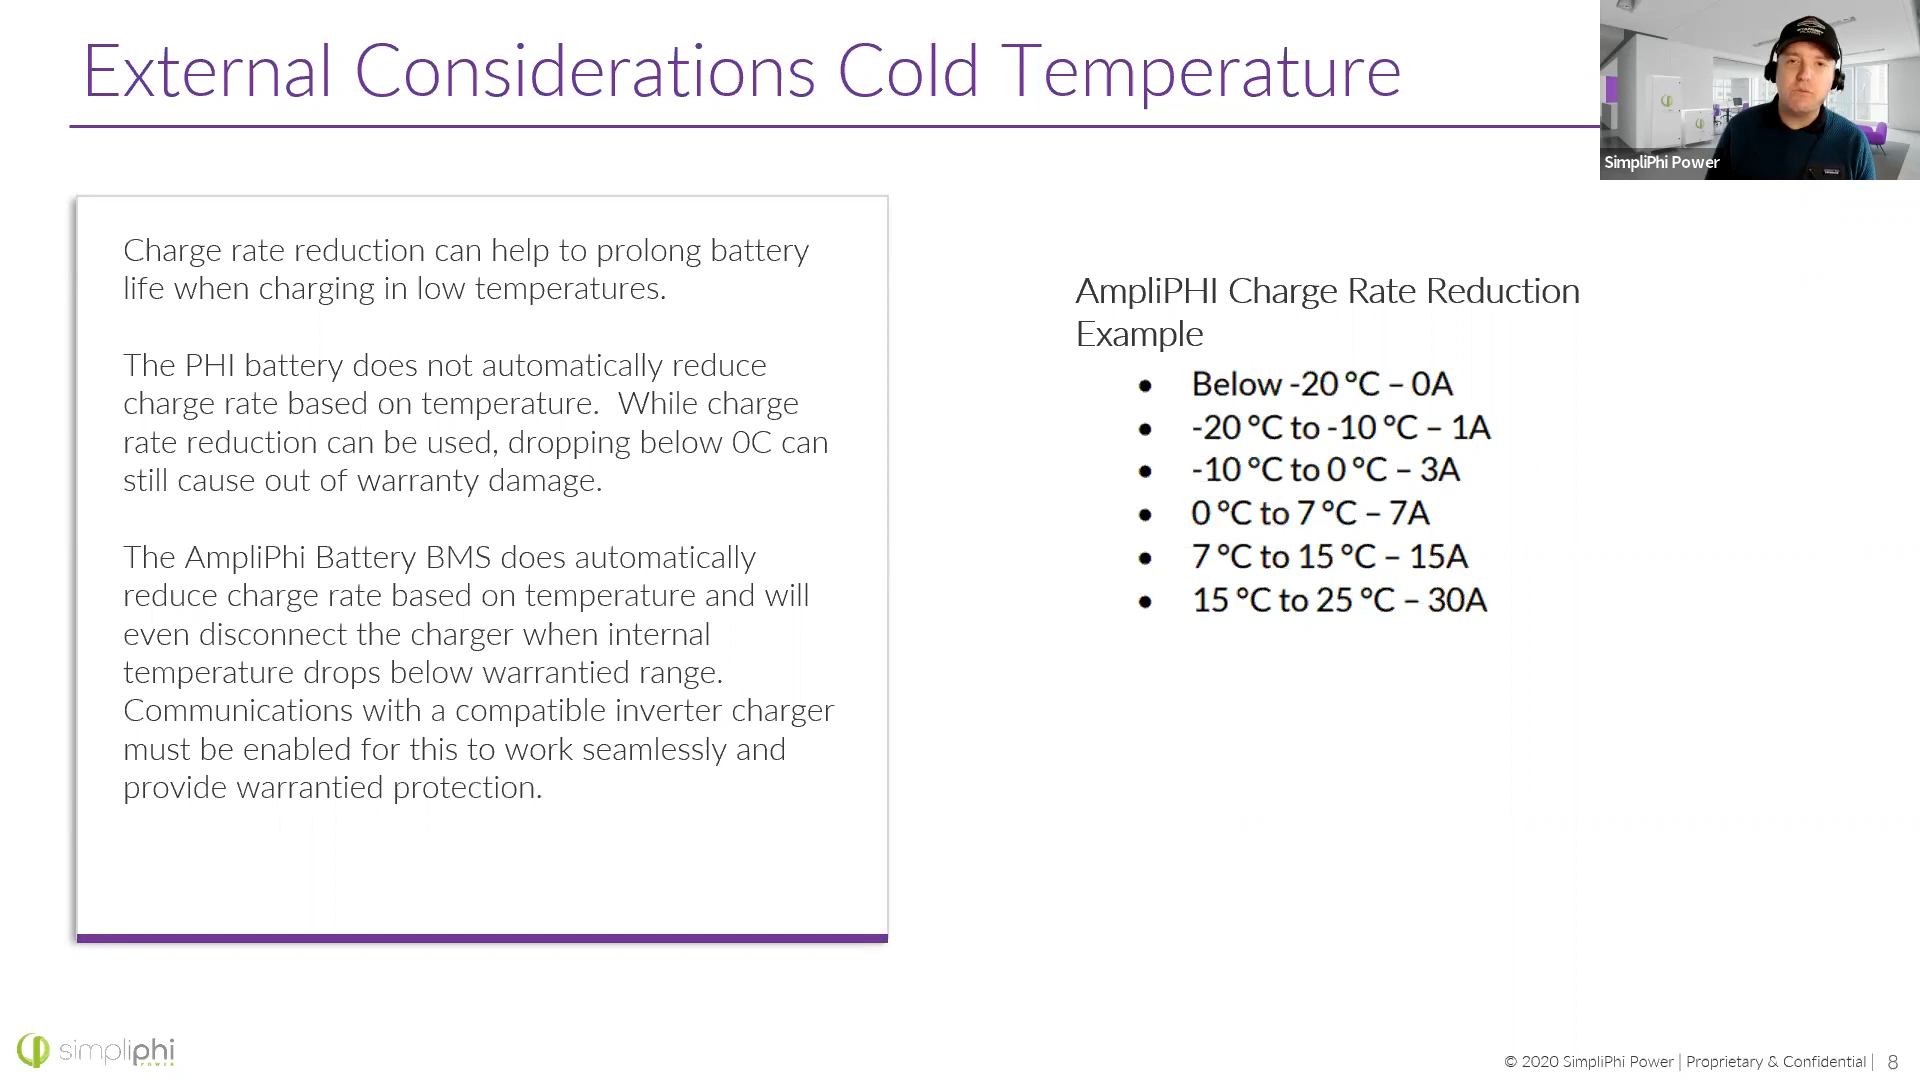 External Considerations Cold Temperature
SimpliPhi Power
Charge rate reduction can help to prolong battery
life when charging in low temperatures.
The PHI battery does not automatically reduce
charge rate based on temperature.  While charge
rate reduction can be used, dropping below 0C can
still cause out of warranty damage.
The AmpliPhi Battery BMS does automatically
reduce charge rate based on temperature and will
even disconnect the charger when internal
temperature drops below warrantied range.
Communications with a compatible inverter charger
must be enabled for this to work seamlessly and
provide warrantied protection.
AmpliPHI Charge Rate Reduction
Example
• Below -20 °C – 0A
• -20 °C to -10 °C – 1A
• -10 °C to 0 °C – 3A
• 0 °C to 7 °C – 7A
• 7 °C to 15 °C – 15A
• 15 °C to 25 °C – 30A
simpliphi
POWER
© 2020 SimpliPhi Power | Proprietary & Confidential | 8